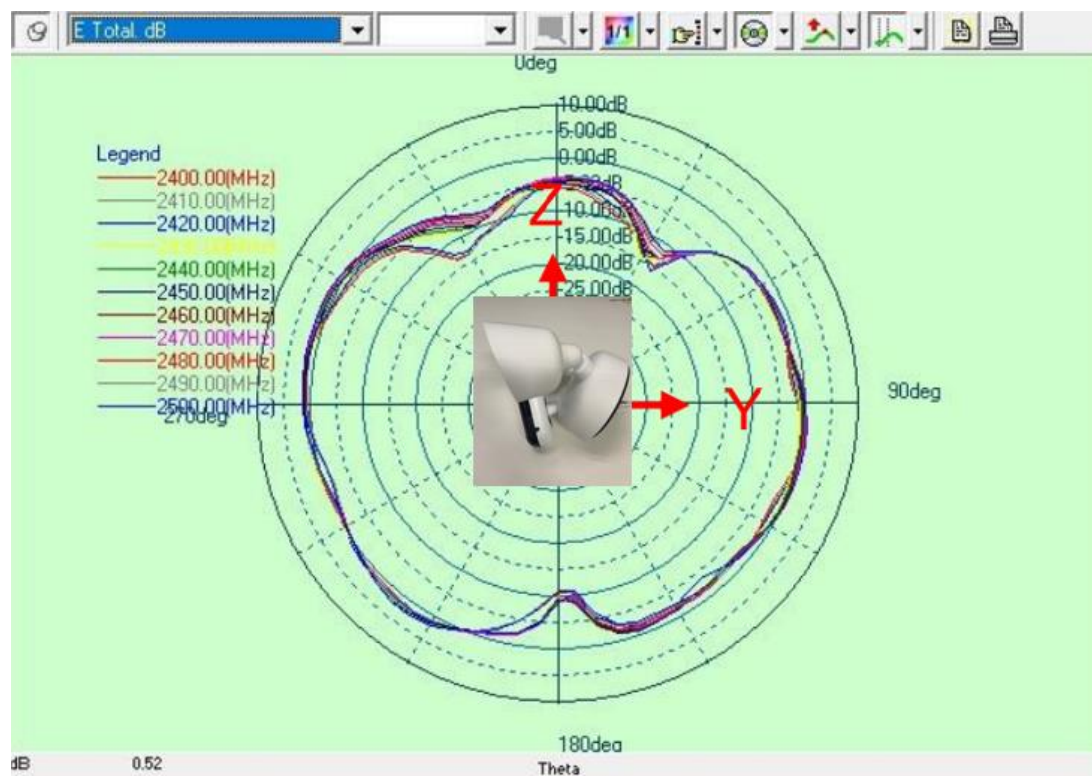 E Total. dB
1/1
0deg
10.00dB
5.00dB
0.00dB
Legend
2400.00(MHz)
2410.00(MHz)
2420.00(MHz)
2440.00(MHz)
2450.00(MHz)
2460.00(MHz)
2470.00(MHz)
2480.00(MHz)
2490.00(MHz)
2500.00(MHz)
Z
10.00dB
-15.00dB
-20.00dB
-25.00dB
Y
90deg
270deg
180deg
dB
0.52
Theta